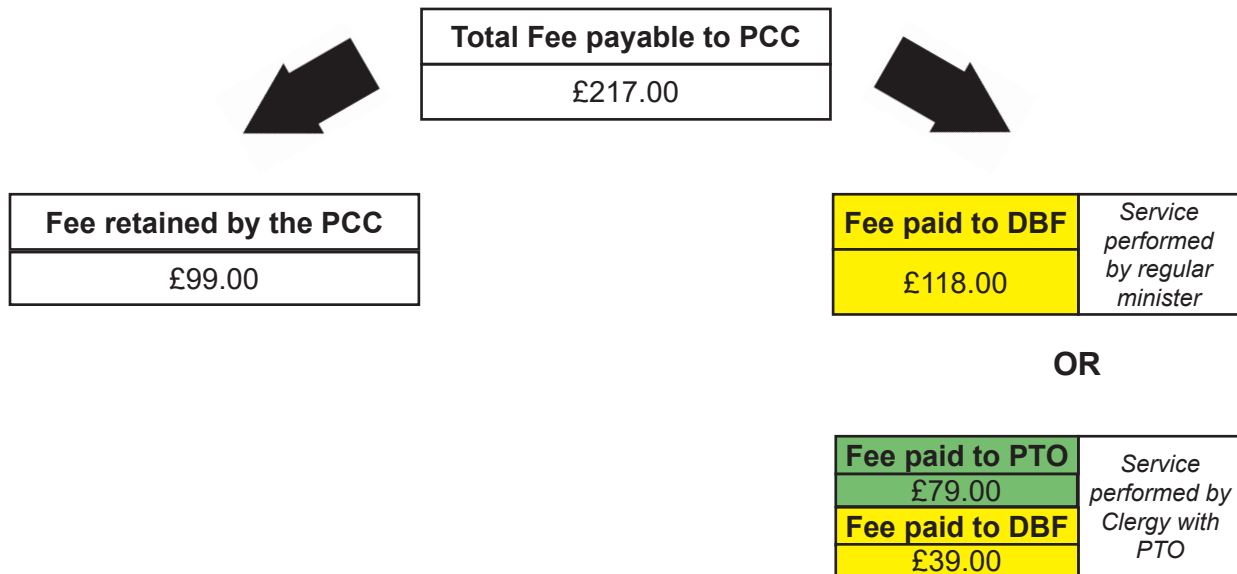 Total Fee payable to PCC
£217.00
Fee retained by the PCC
£99.00
Fee paid to DBF
£118.00
Service
performed
by regular
minister
OR
Fee paid to PTO
£79.00
Fee paid to DBF
£39.00
Service
performed by
Clergy with
PTO